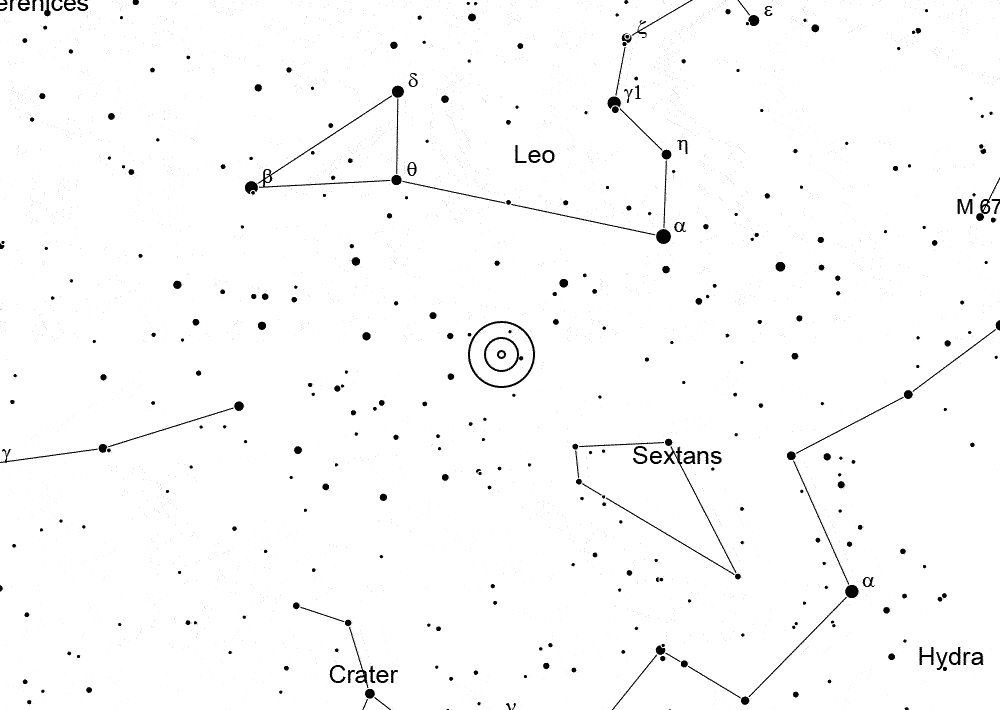 erenices
ε
ζ
δ
γ1
η
Leo
β
θ
M 67
α
γ
Sextans
α
Hydra
Crater
γ